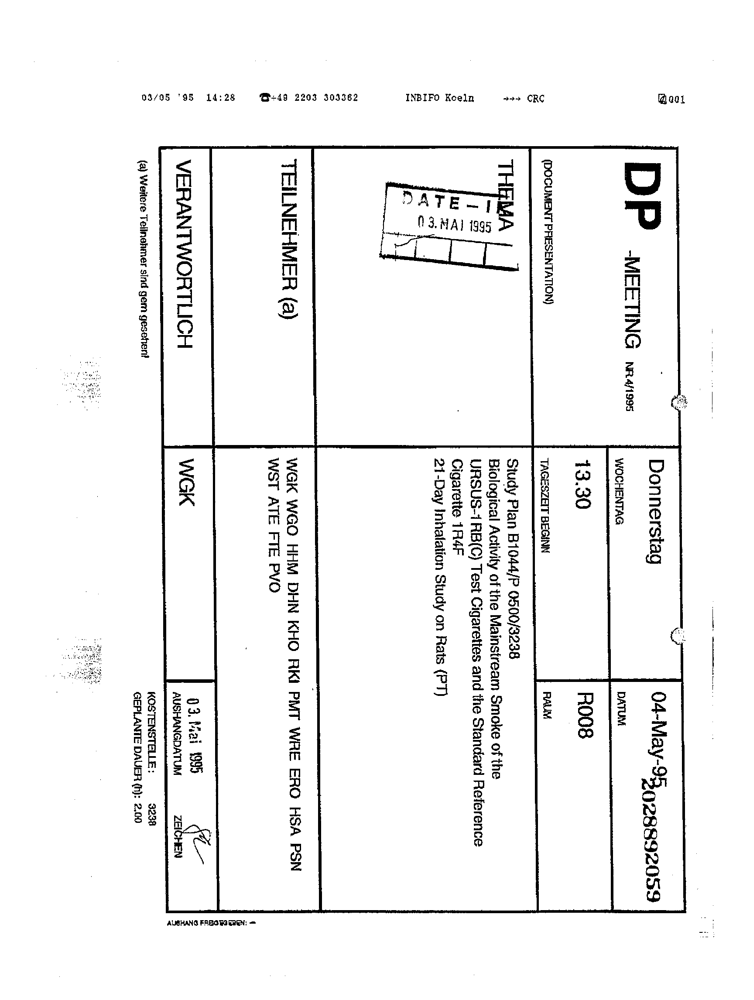 03/05 '95 14:28 ☎+49 2203 303362 INBIFO Koeln →→→ CRC 001
DP -MEETING NR.4/1995
(DOCUMENT PRESENTATION)
Donnerstag
WOCHENTAG
04-May-95
DATUM
2028892059
13.30
TAGESZEIT BEGINN
R008
RAUM
THEMA
DATE-I
03. MAI 1995
Study Plan B1044/P 0500/3238
Biological Activity of the Mainstream Smoke of the
URSUS-1RB(C) Test Cigarettes and the Standard Reference
Cigarette 1R4F
21-Day Inhalation Study on Rats (PT)
TEILNEHMER (a)
WGK WGO HHM DHN KHO RKI PMT WRE ERO HSA PSN
WST ATE FTE PVO
VERANTWORTLICH
WGK
03. Mai 1995
AUSHANGDATUM
ZEICHEN
(a) Weitere Teilnehmer sind gern gesehen!
KOSTENSTELLE: 3238
GEPLANTE DAUER (h): 2.00
AUSHANG